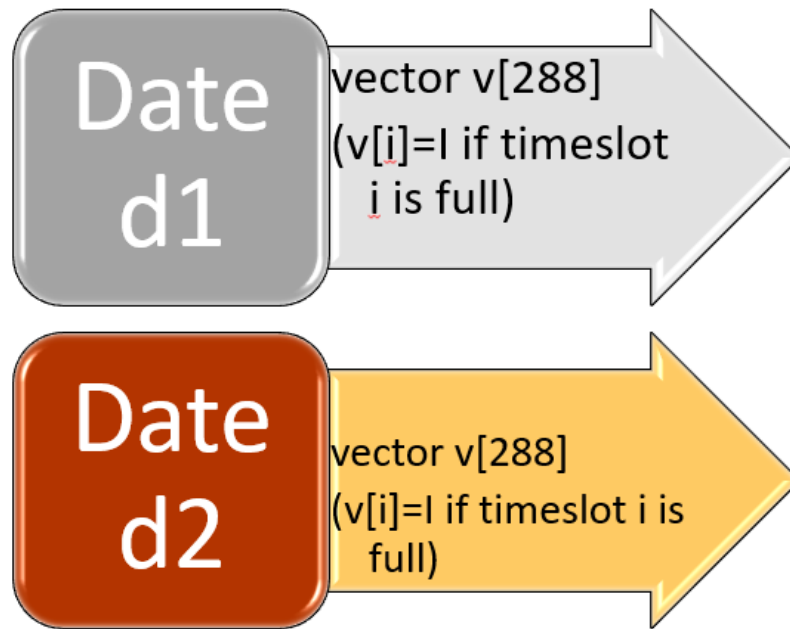 Date
d1
vector v[288]
(v[i]=I if timeslot
i is full)
Date
d2
vector v[288]
(v[i]=I if timeslot i is
full)